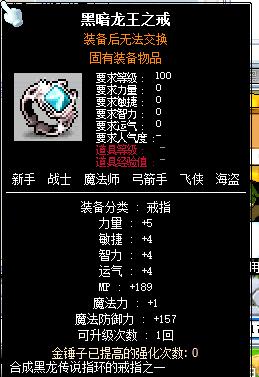 黑暗龙王之戒
装备后无法交换
固有装备物品
要求等级: 100
要求力量: 0
要求敏捷: 0
要求智力: 0
要求运气: 0
要求人气度: -
道具等级: -
道具经验值: -
新手 战士 魔法师 弓箭手 飞侠 海盗
装备分类 : 戒指
力量 : +5
敏捷 : +4
智力 : +4
运气 : +4
MP : +189
魔法力 : +1
魔法防御力 : +157
可升级次数 : 1回
金锤子已提高的强化次数: 0
合成黑龙传说指环的戒指之一